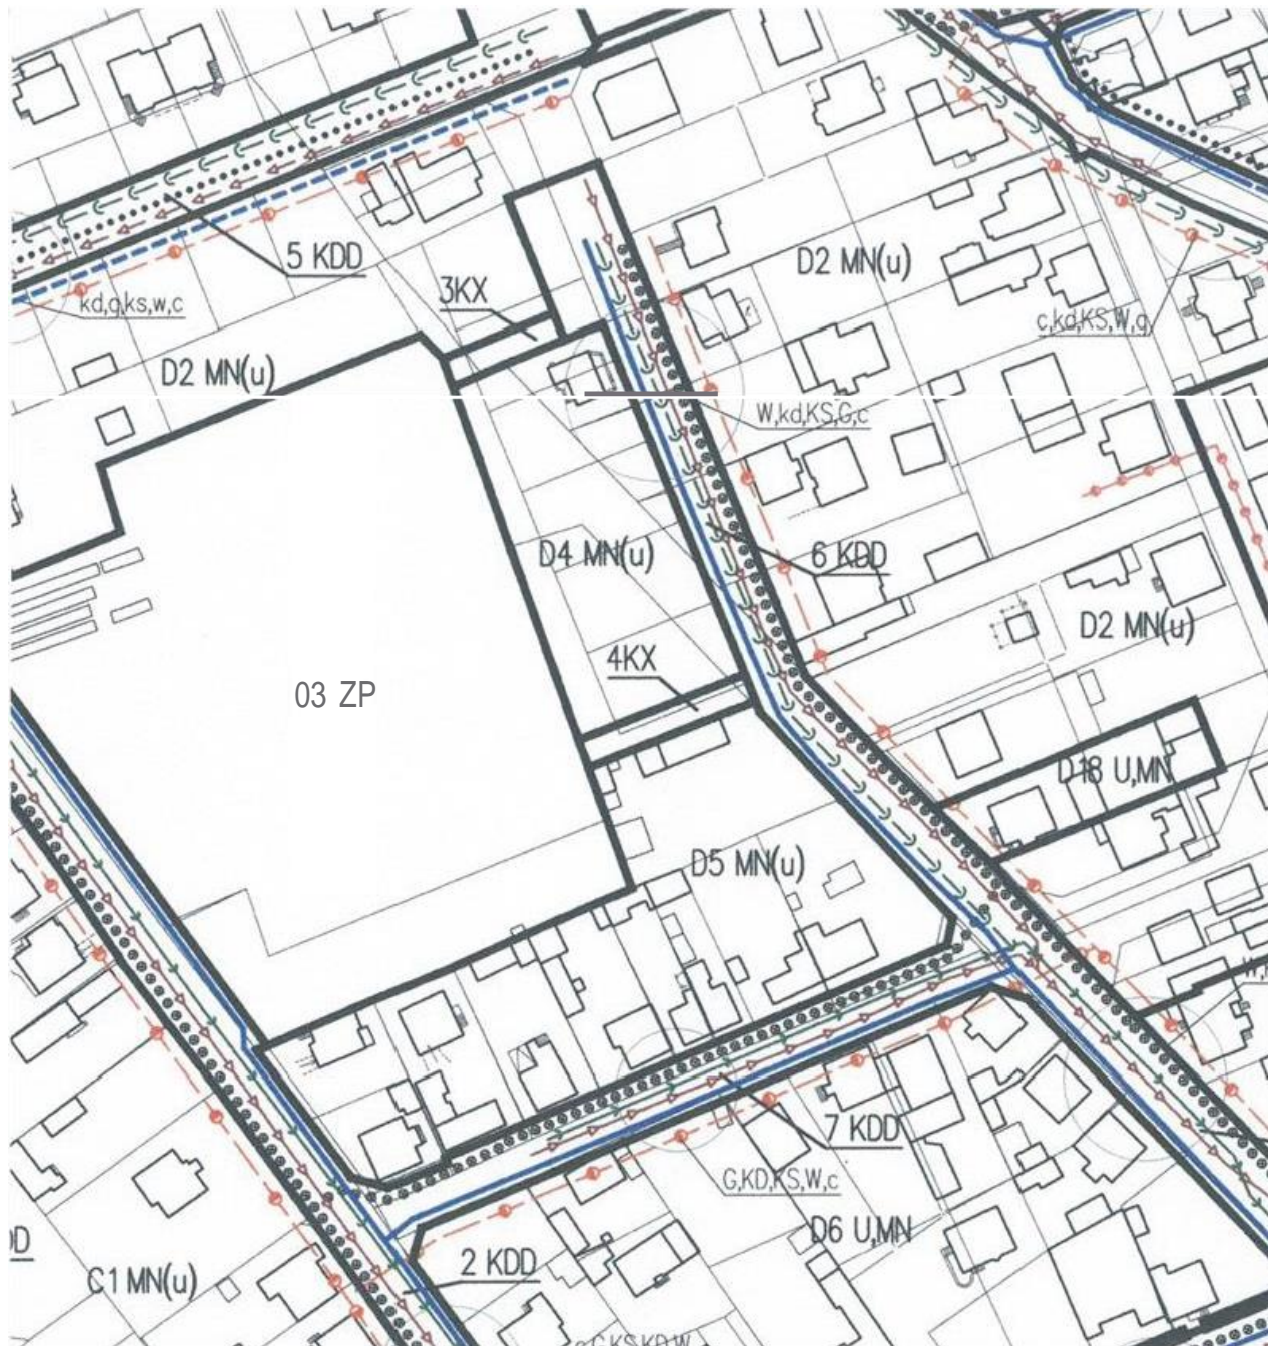 5 KDD
D2 MN(u)
3KX
kd,g,ks,w,c
c,kd,KS,W,g
D2 MN(u)
W,kd,KS,G,c
D4 MN(u)
6 KDD
D2 MN(u)
4KX
03 ZP
D18 U,MN
D5 MN(u)
7 KDD
G,KD,KS,W,c
D6 U,MN
2 KDD
C1 MN(u)